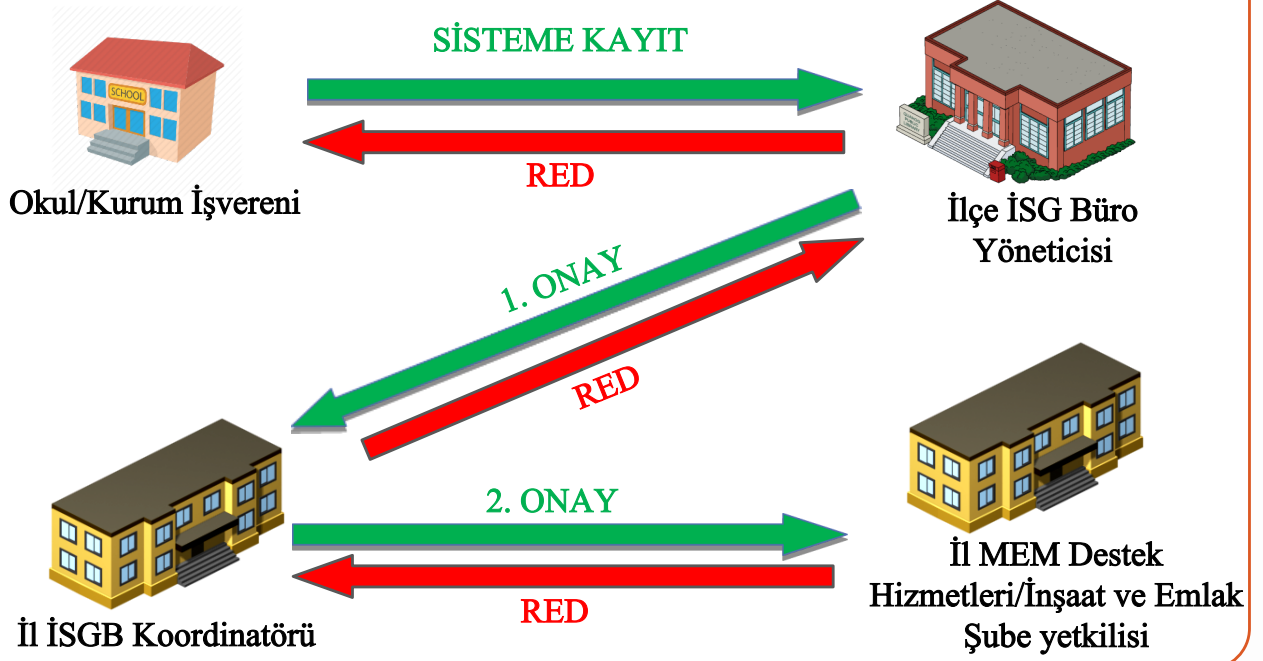 SİSTEME KAYIT
SCHOOL
RED
Okul/Kurum İşvereni
İlçe İSG Büro
Yöneticisi
1. ONAY
RED
2. ONAY
RED
İl İSGB Koordinatörü
İl MEM Destek
Hizmetleri/İnşaat ve Emlak
Şube yetkilisi